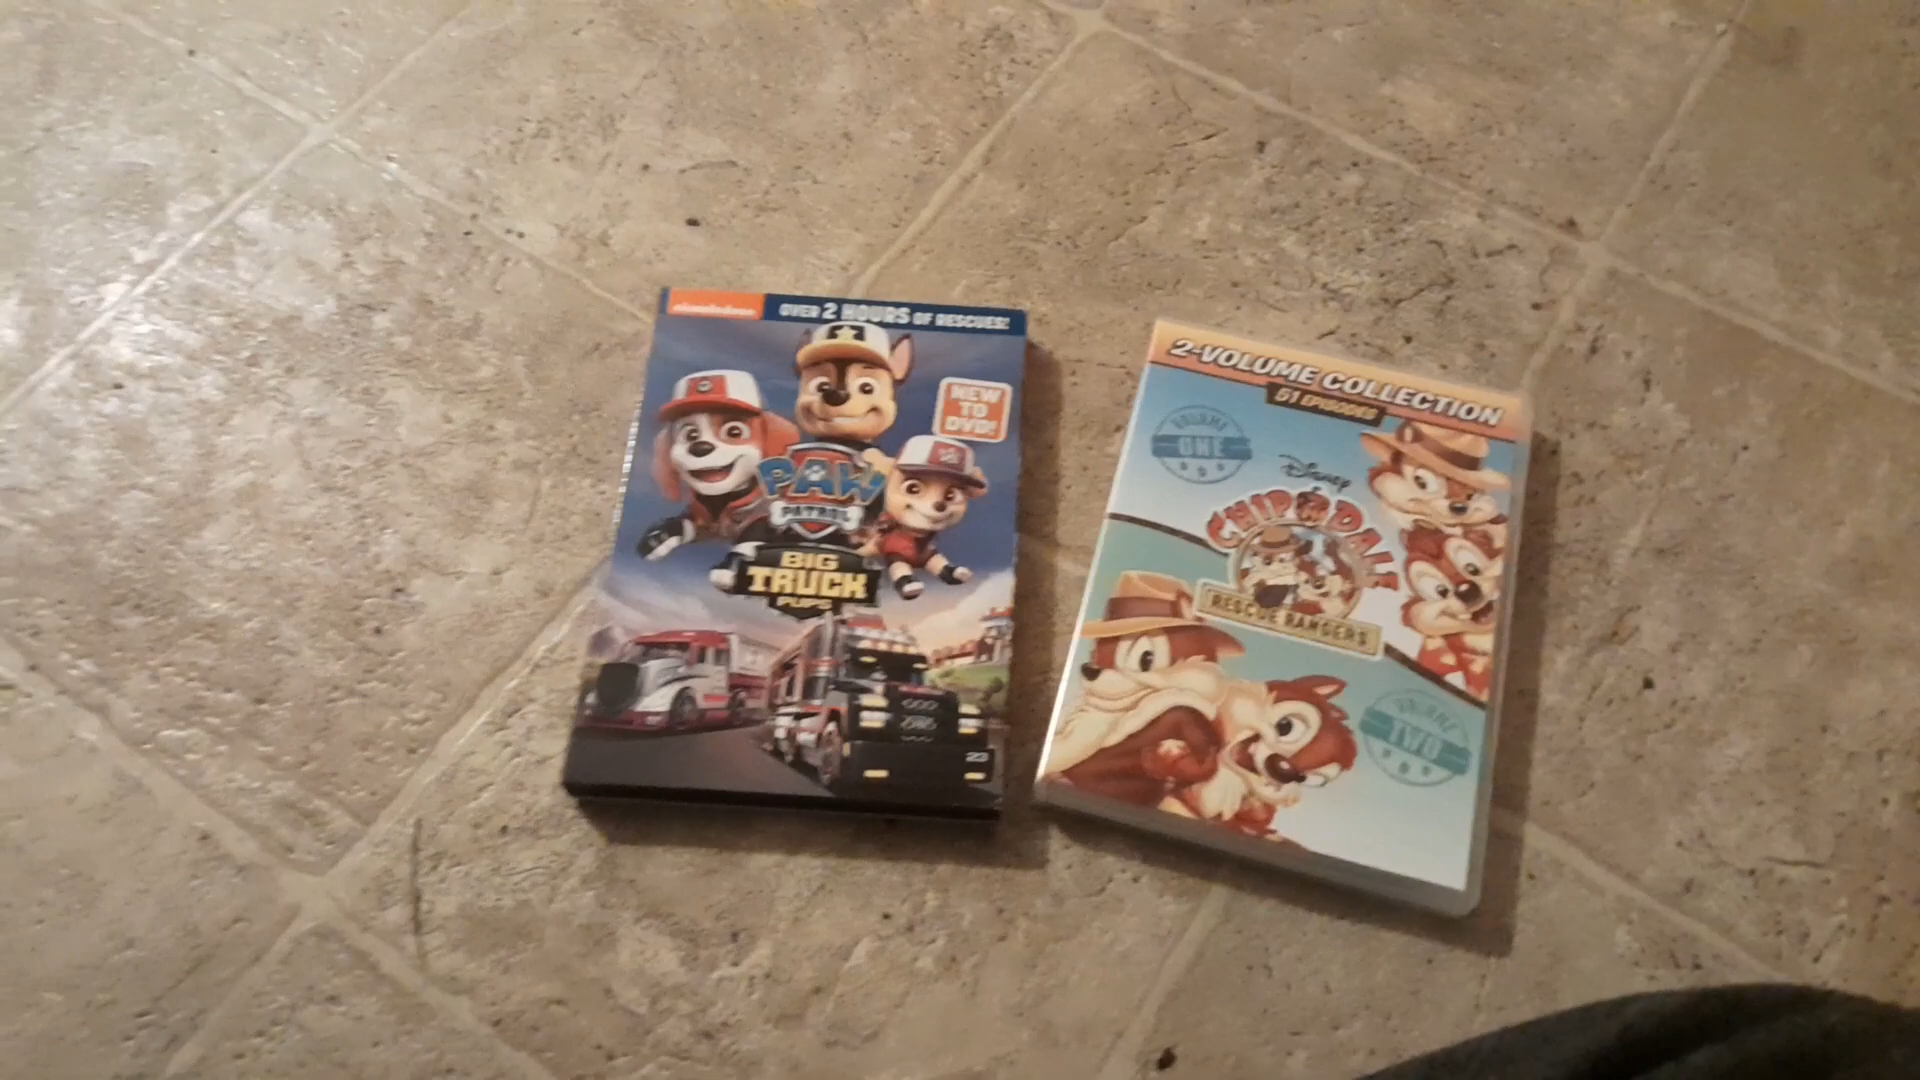 nickelodeon
OVER 2 HOURS OF RESCUES!
NEW
TO
DVD!
PAW
PATROL
BIG
TRUCK
PUPS
23
2-VOLUME COLLECTION
51 EPISODES
VOLUME
ONE
Disney
CHIP 'N DALE
RESCUE RANGERS
VOLUME
TWO